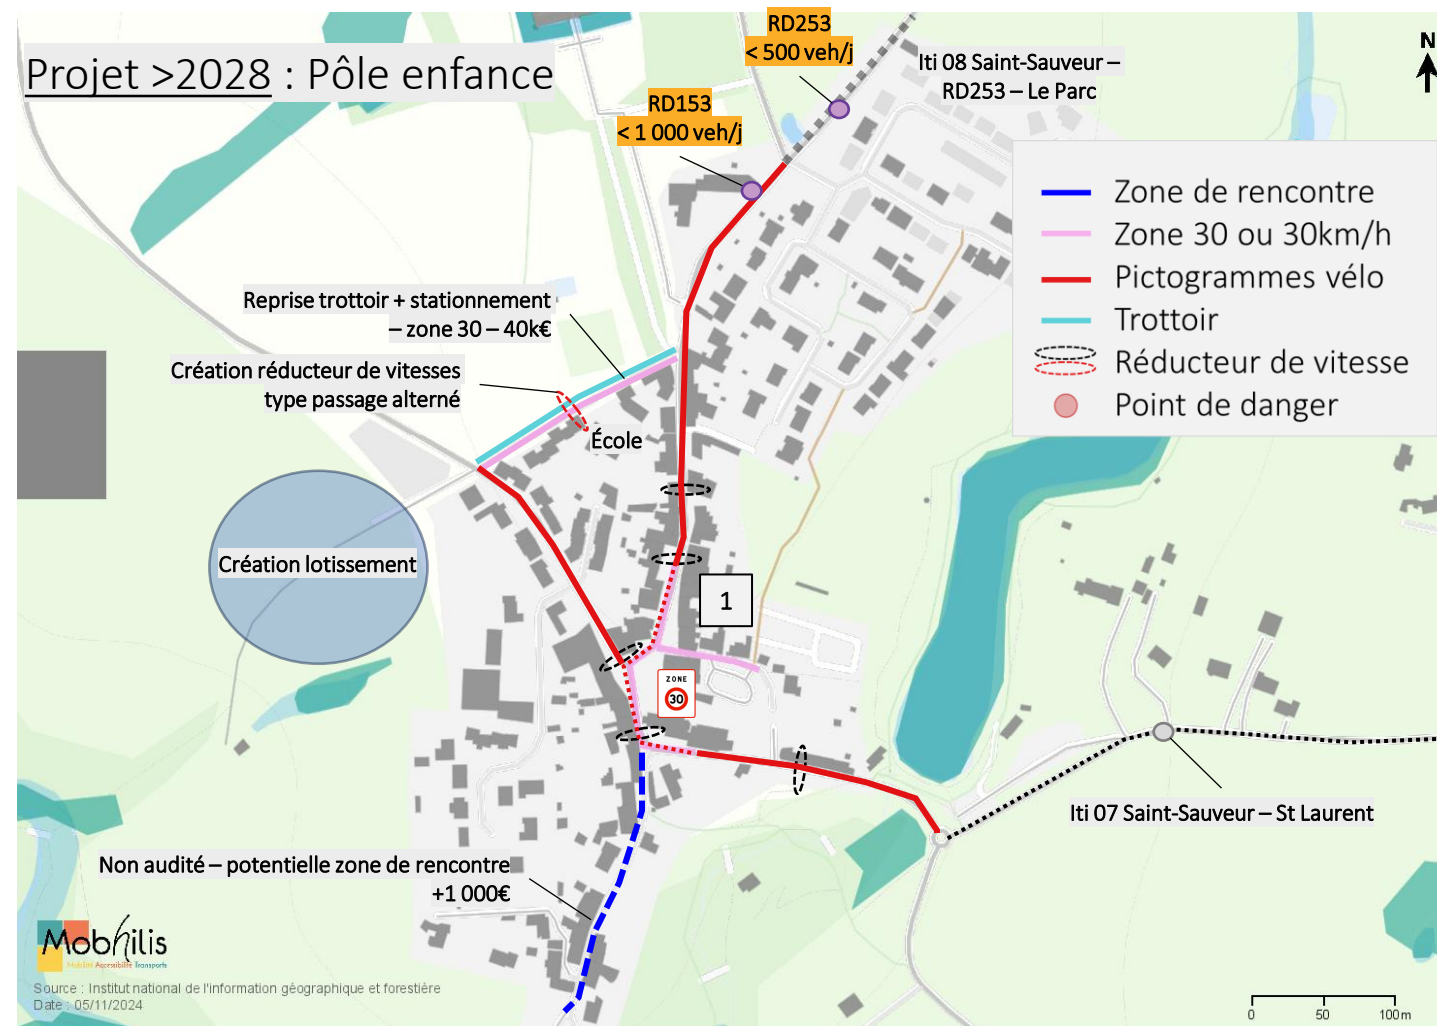 Projet >2028 : Pôle enfance
RD253
< 500 veh/j
RD153
< 1 000 veh/j
Iti 08 Saint-Sauveur –
RD253 – Le Parc
N
Zone de rencontre
Zone 30 ou 30km/h
Pictogrammes vélo
Trottoir
Réducteur de vitesse
Point de danger
Reprise trottoir + stationnement
– zone 30 – 40k€
Création réducteur de vitesses
type passage alterné
École
Création lotissement
1
ZONE
30
Iti 07 Saint-Sauveur – St Laurent
Non audité – potentielle zone de rencontre
+1 000€
Mobhilis
Mobilité Accessibilité Transports
Source : Institut national de l'information géographique et forestière
Date : 05/11/2024
0 50 100 m